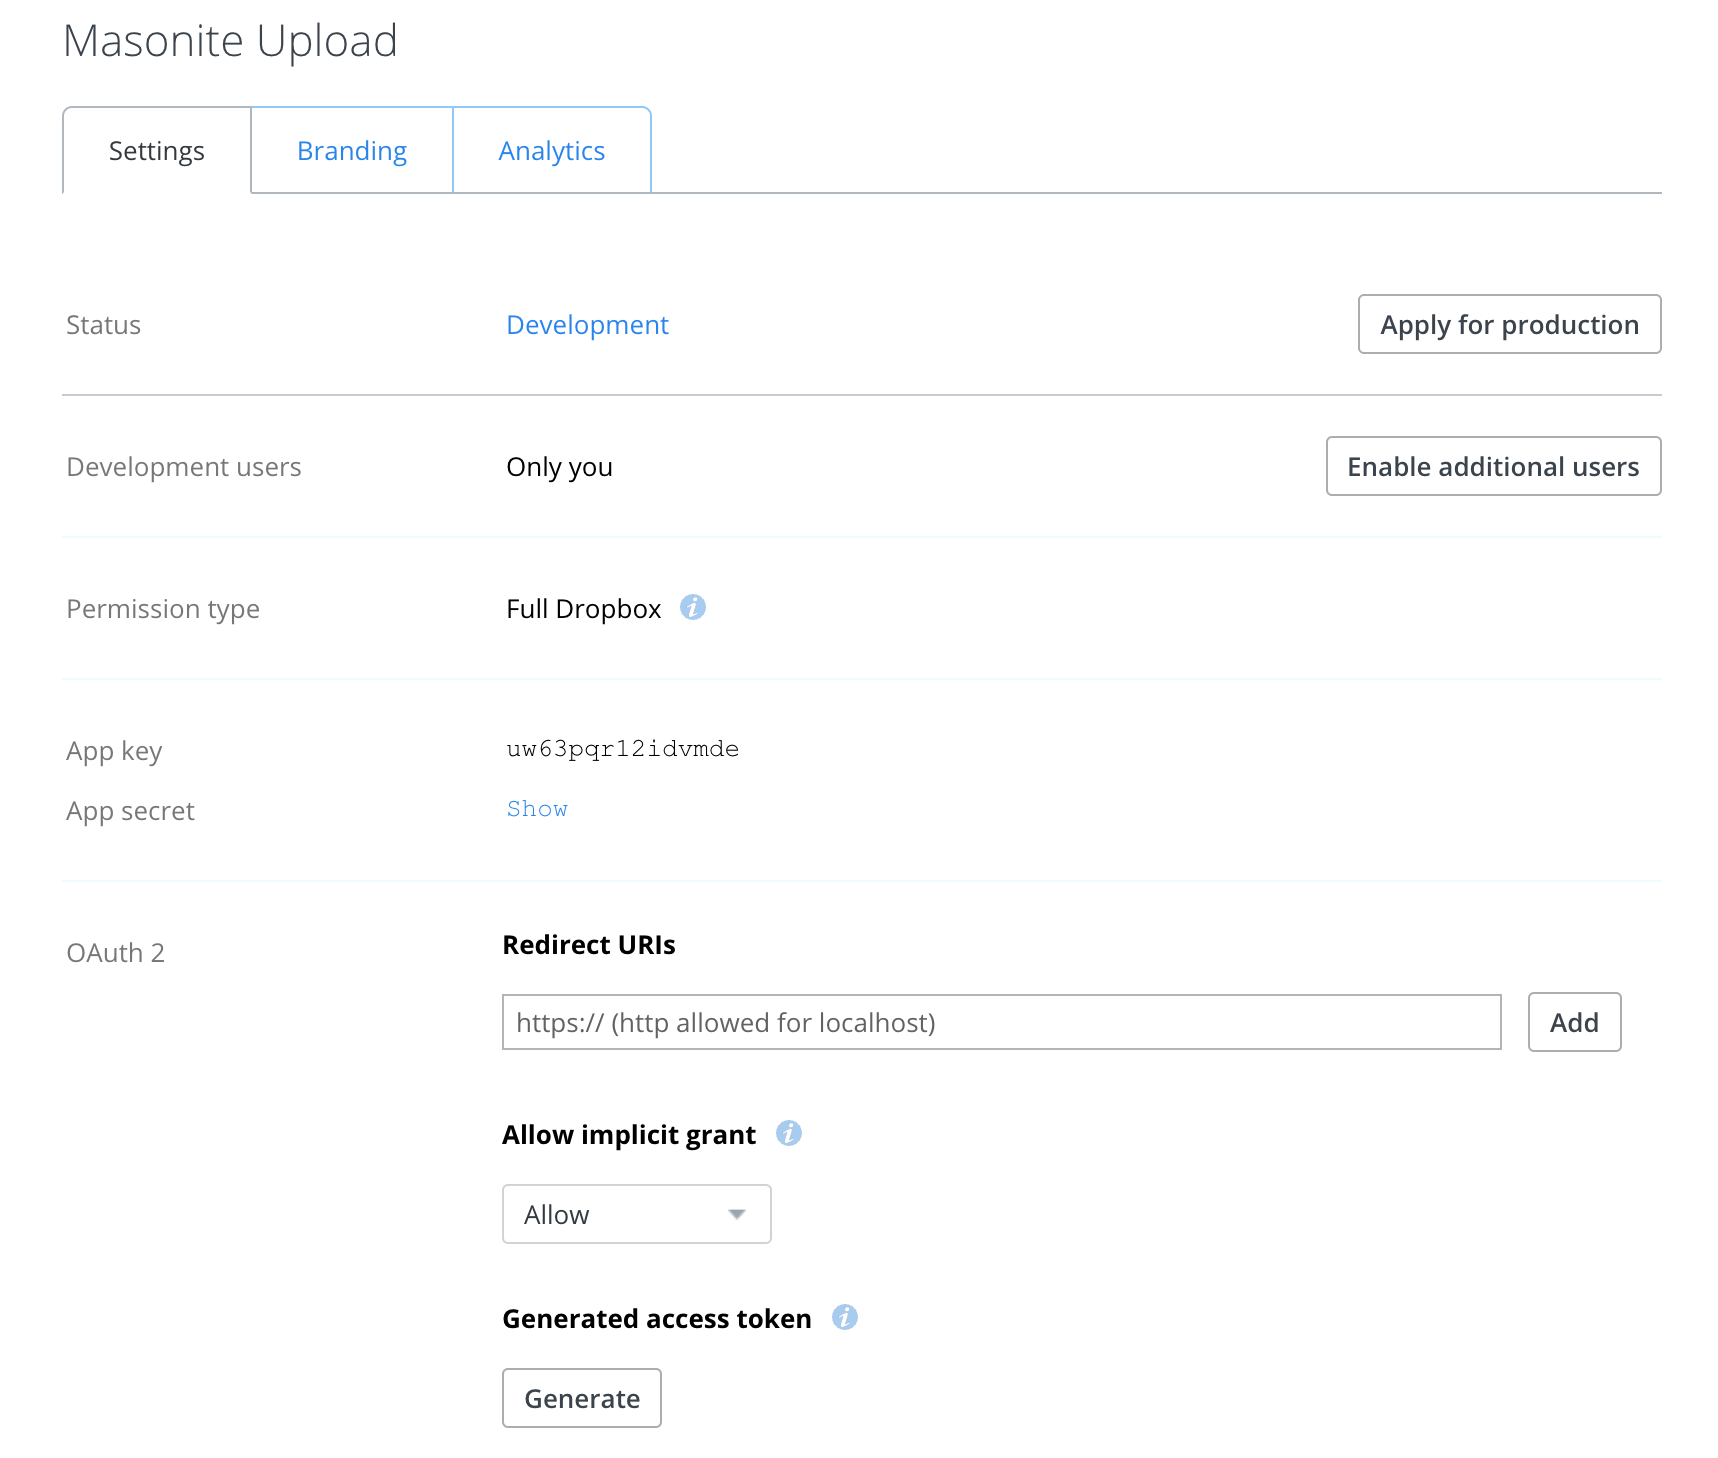 Masonite Upload
Settings Branding Analytics
Status Development Apply for production
Development users Only you Enable additional users
Permission type Full Dropbox i
App key uw63pqr12idvmde
App secret Show
OAuth 2 Redirect URIs
https:// (http allowed for localhost) Add
Allow implicit grant i
Allow
Generated access token i
Generate